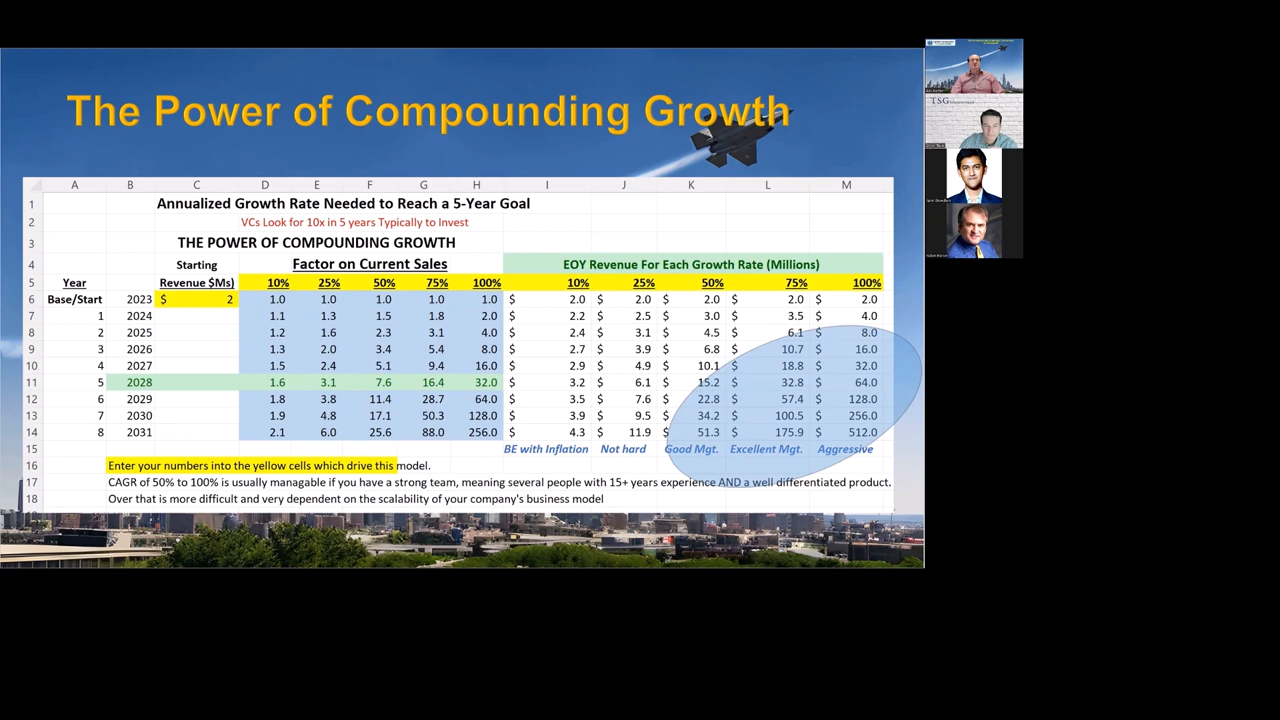 The Power of Compounding Growth
A B C D E F G H I J K L M
1 Annualized Growth Rate Needed to Reach a 5-Year Goal
2 VCs Look for 10x in 5 years Typically to Invest
3 THE POWER OF COMPOUNDING GROWTH
4 Starting Factor on Current Sales EOY Revenue For Each Growth Rate (Millions)
5 Year Revenue $Ms) 10% 25% 50% 75% 100% 10% 25% 50% 75% 100%
6 Base/Start 2023 $ 2 1.0 1.0 1.0 1.0 1.0 $ 2.0 $ 2.0 $ 2.0 $ 2.0 $ 2.0
7 1 2024 1.1 1.3 1.5 1.8 2.0 $ 2.2 $ 2.5 $ 3.0 $ 3.5 $ 4.0
8 2 2025 1.2 1.6 2.3 3.1 4.0 $ 2.4 $ 3.1 $ 4.5 $ 6.1 $ 8.0
9 3 2026 1.3 2.0 3.4 5.4 8.0 $ 2.7 $ 3.9 $ 6.8 $ 10.7 $ 16.0
10 4 2027 1.5 2.4 5.1 9.4 16.0 $ 2.9 $ 4.9 $ 10.1 $ 18.8 $ 32.0
11 5 2028 1.6 3.1 7.6 16.4 32.0 $ 3.2 $ 6.1 $ 15.2 $ 32.8 $ 64.0
12 6 2029 1.8 3.8 11.4 28.7 64.0 $ 3.5 $ 7.6 $ 22.8 $ 57.4 $ 128.0
13 7 2030 1.9 4.8 17.1 50.3 128.0 $ 3.9 $ 9.5 $ 34.2 $ 100.5 $ 256.0
14 8 2031 2.1 6.0 25.6 88.0 256.0 $ 4.3 $ 11.9 $ 51.3 $ 175.9 $ 512.0
15 BE with Inflation Not hard Good Mgt. Excellent Mgt. Aggressive
16 Enter your numbers into the yellow cells which drive this model.
17 CAGR of 50% to 100% is usually managable if you have a strong team, meaning several people with 15+ years experience AND a well differentiated product.
18 Over that is more difficult and very dependent on the scalability of your company's business model
TSG